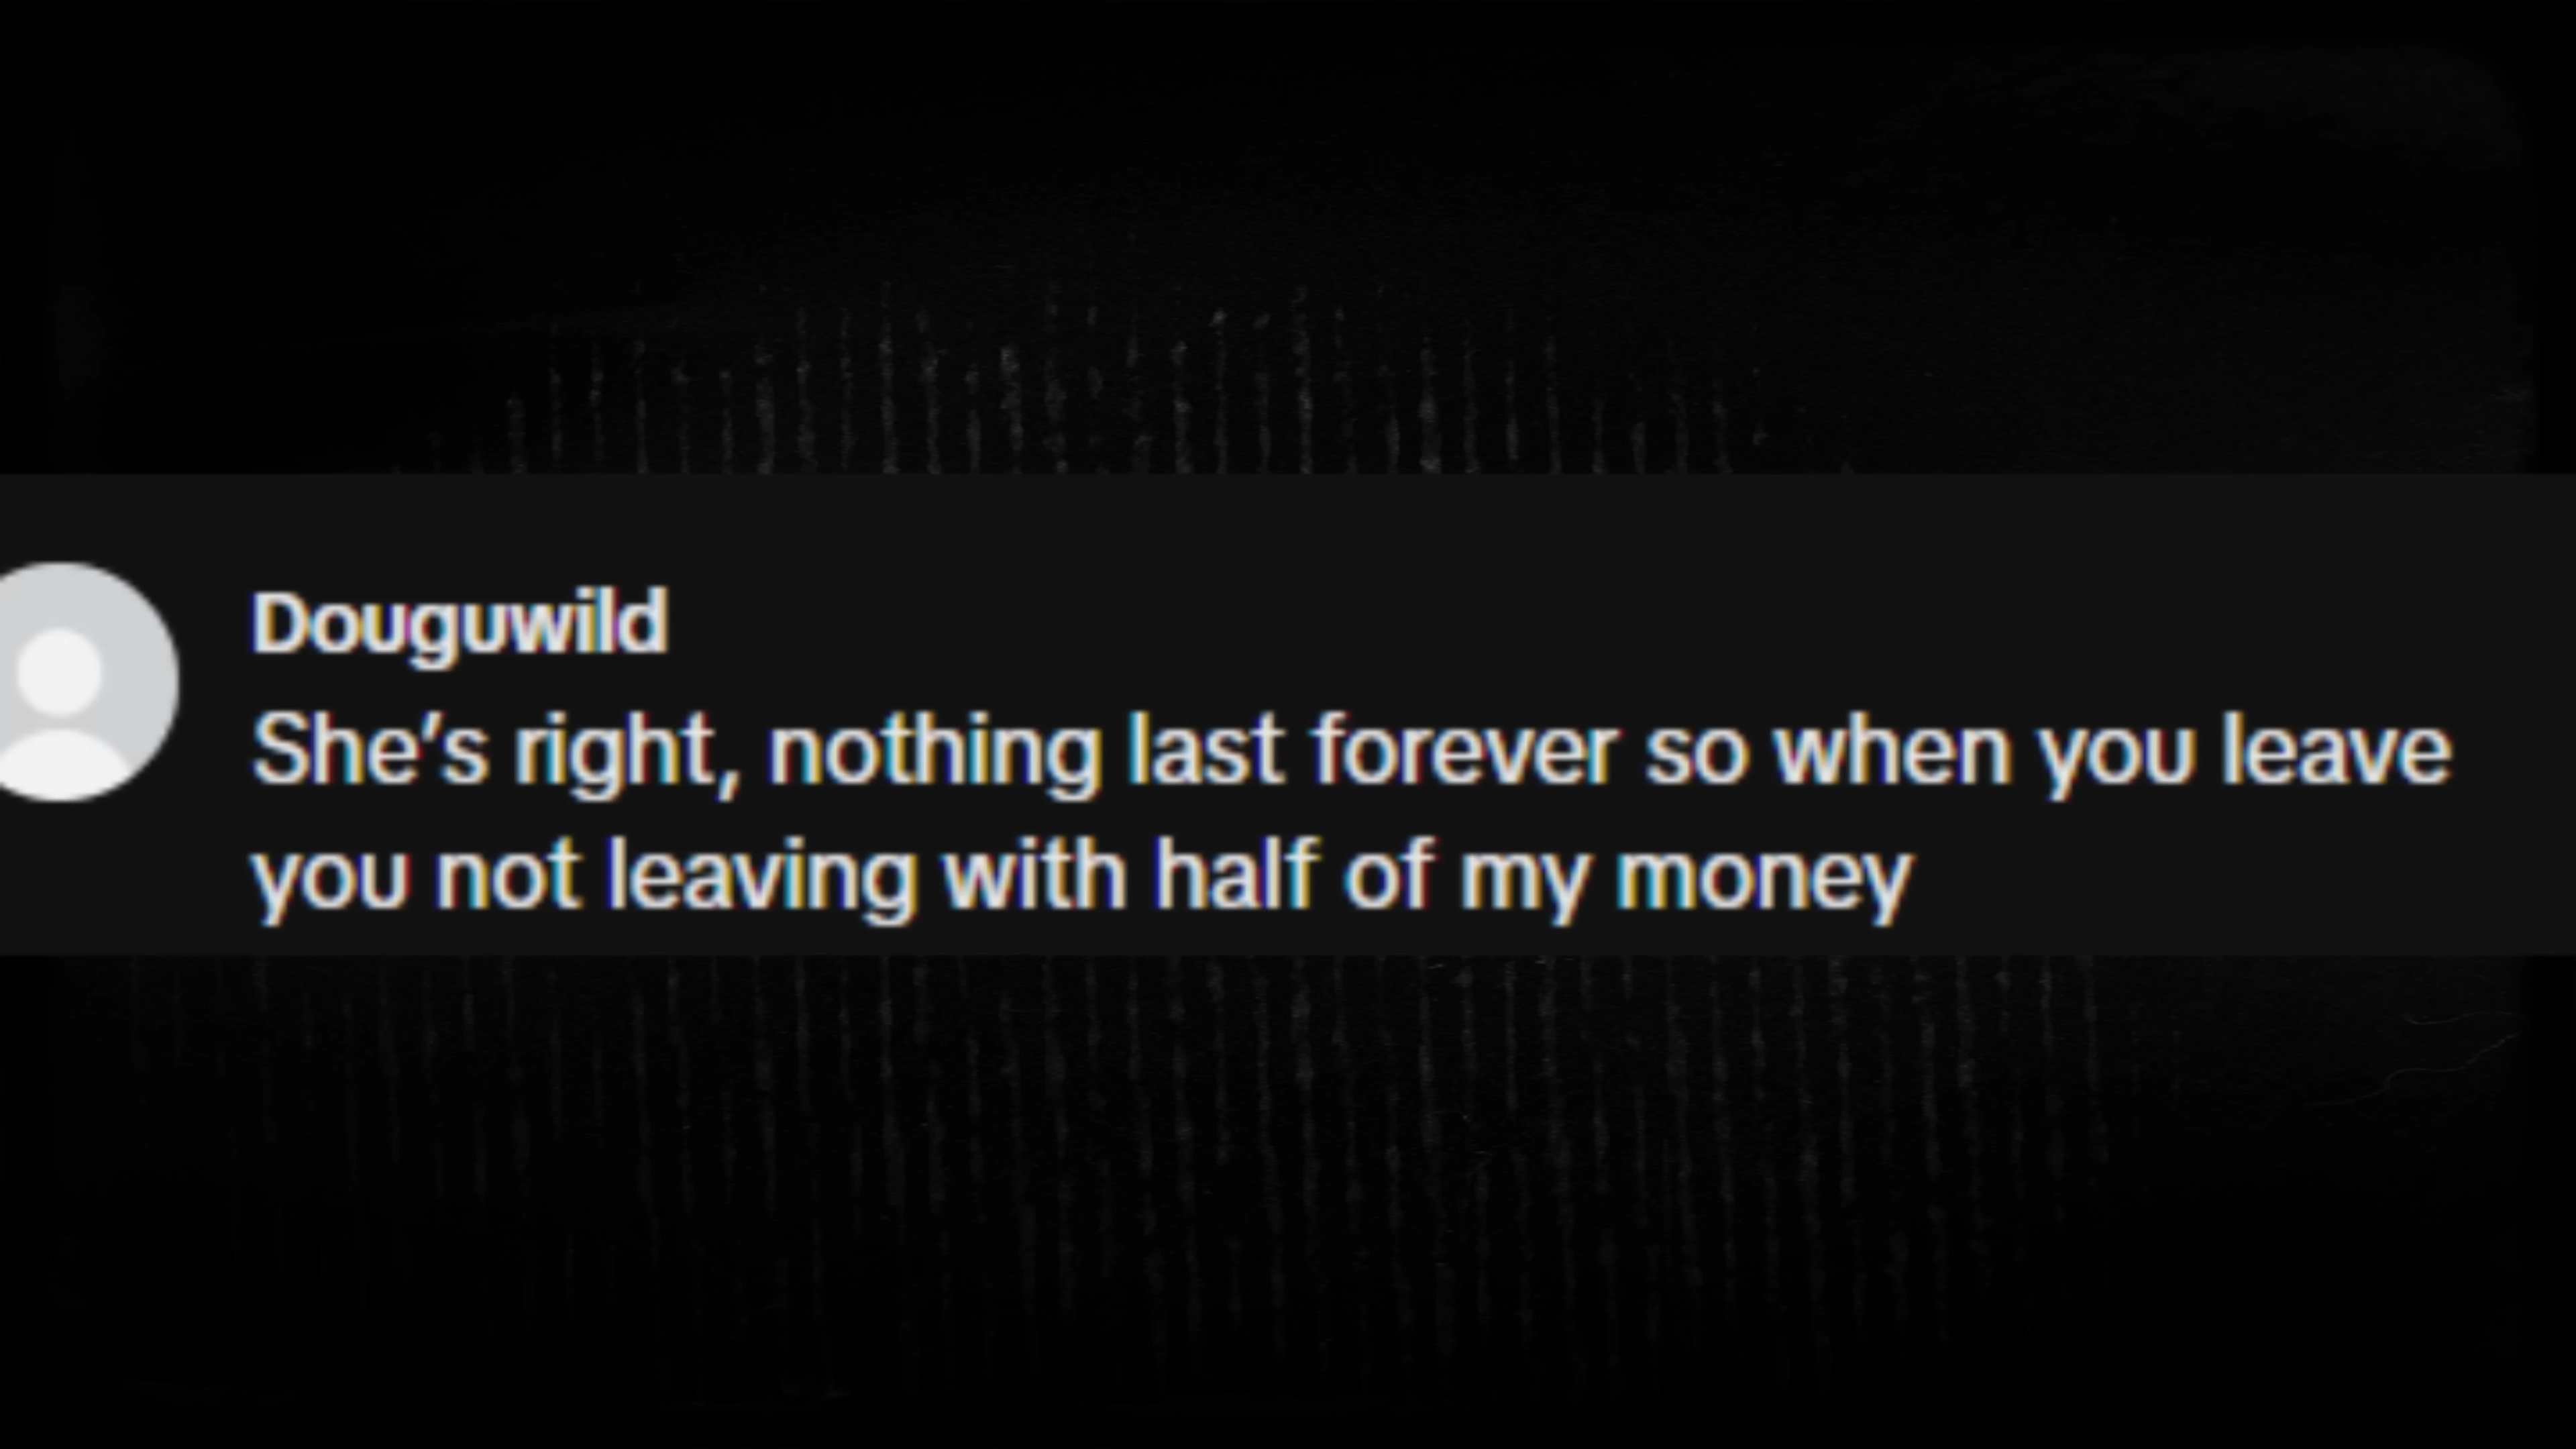 Douguwild
She’s right, nothing last forever so when you leave
you not leaving with half of my money